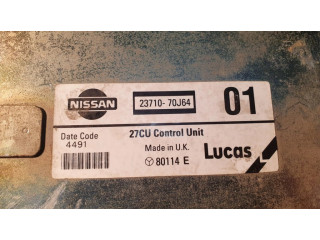 NISSAN
23710-70J64
01
Date Code
4491
27CU Control Unit
Made in U.K.
80114 E
Lucas